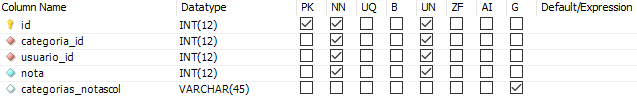 Column Name Datatype PK NN UQ B UN ZF AI G Default/Expression
id INT(12)
categoria_id INT(12)
usuario_id INT(12)
nota INT(12)
categorias_notascol VARCHAR(45)